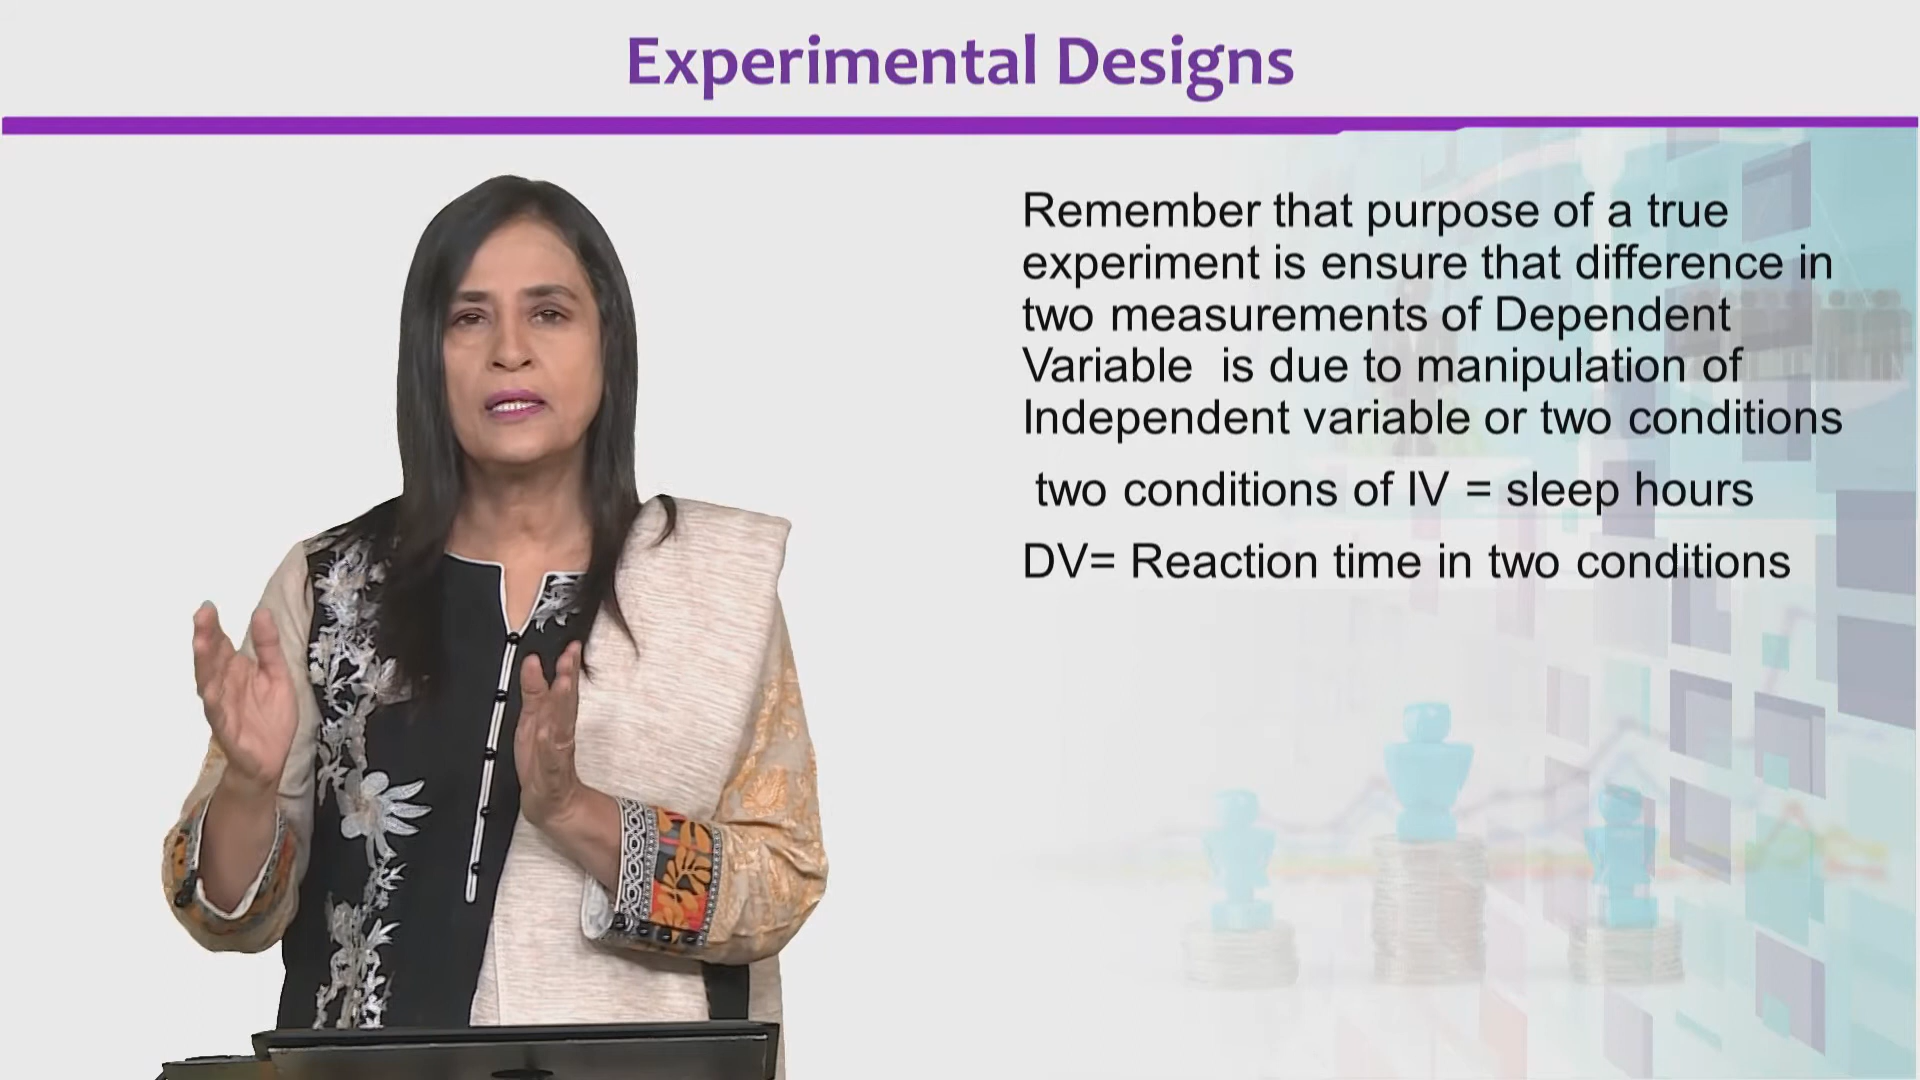 Experimental Designs
Remember that purpose of a true
experiment is ensure that difference in
two measurements of Dependent
Variable  is due to manipulation of
Independent variable or two conditions
two conditions of IV = sleep hours
DV= Reaction time in two conditions